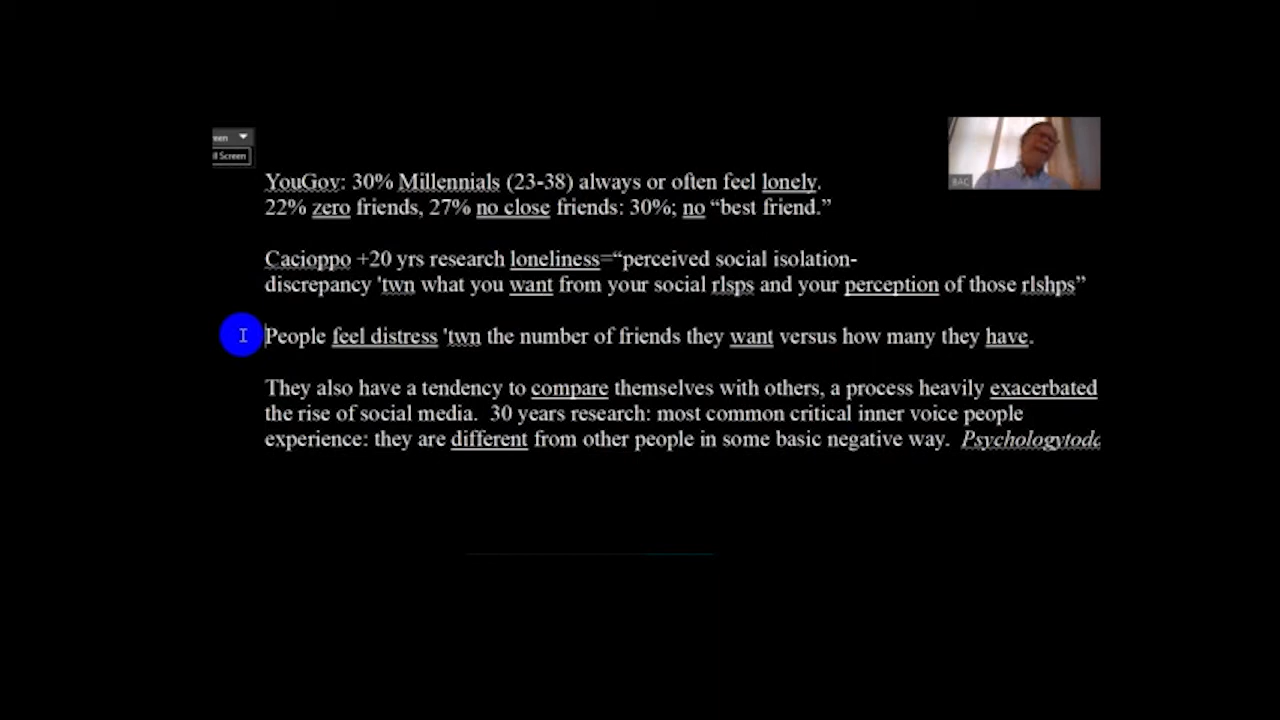 ll Screen
YouGov: 30% Millennials (23-38) always or often feel lonely.
22% zero friends, 27% no close friends: 30%; no “best friend.”
Cacioppo +20 yrs research loneliness=“perceived social isolation-
discrepancy 'twn what you want from your social rlsps and your perception of those rlshps”
People feel distress 'twn the number of friends they want versus how many they have.
They also have a tendency to compare themselves with others, a process heavily exacerbated
the rise of social media.  30 years research: most common critical inner voice people
experience: they are different from other people in some basic negative way.  Psychologytoda